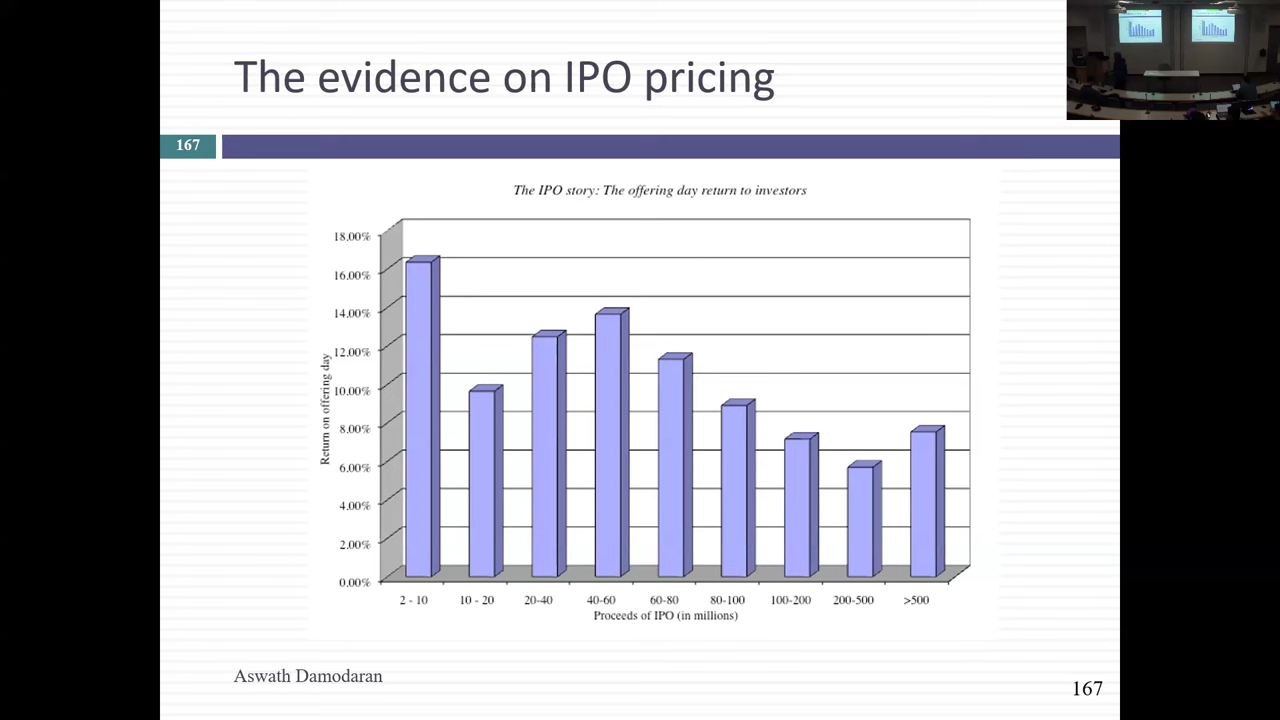 The evidence on IPO pricing
167
The IPO story: The offering day return to investors
18.00%
16.00%
14.00%
12.00%
10.00%
8.00%
6.00%
4.00%
2.00%
0.00%
Return on offering day
2 - 10
10 - 20
20-40
40-60
60-80
80-100
100-200
200-500
>500
Proceeds of IPO (in millions)
Aswath Damodaran
167